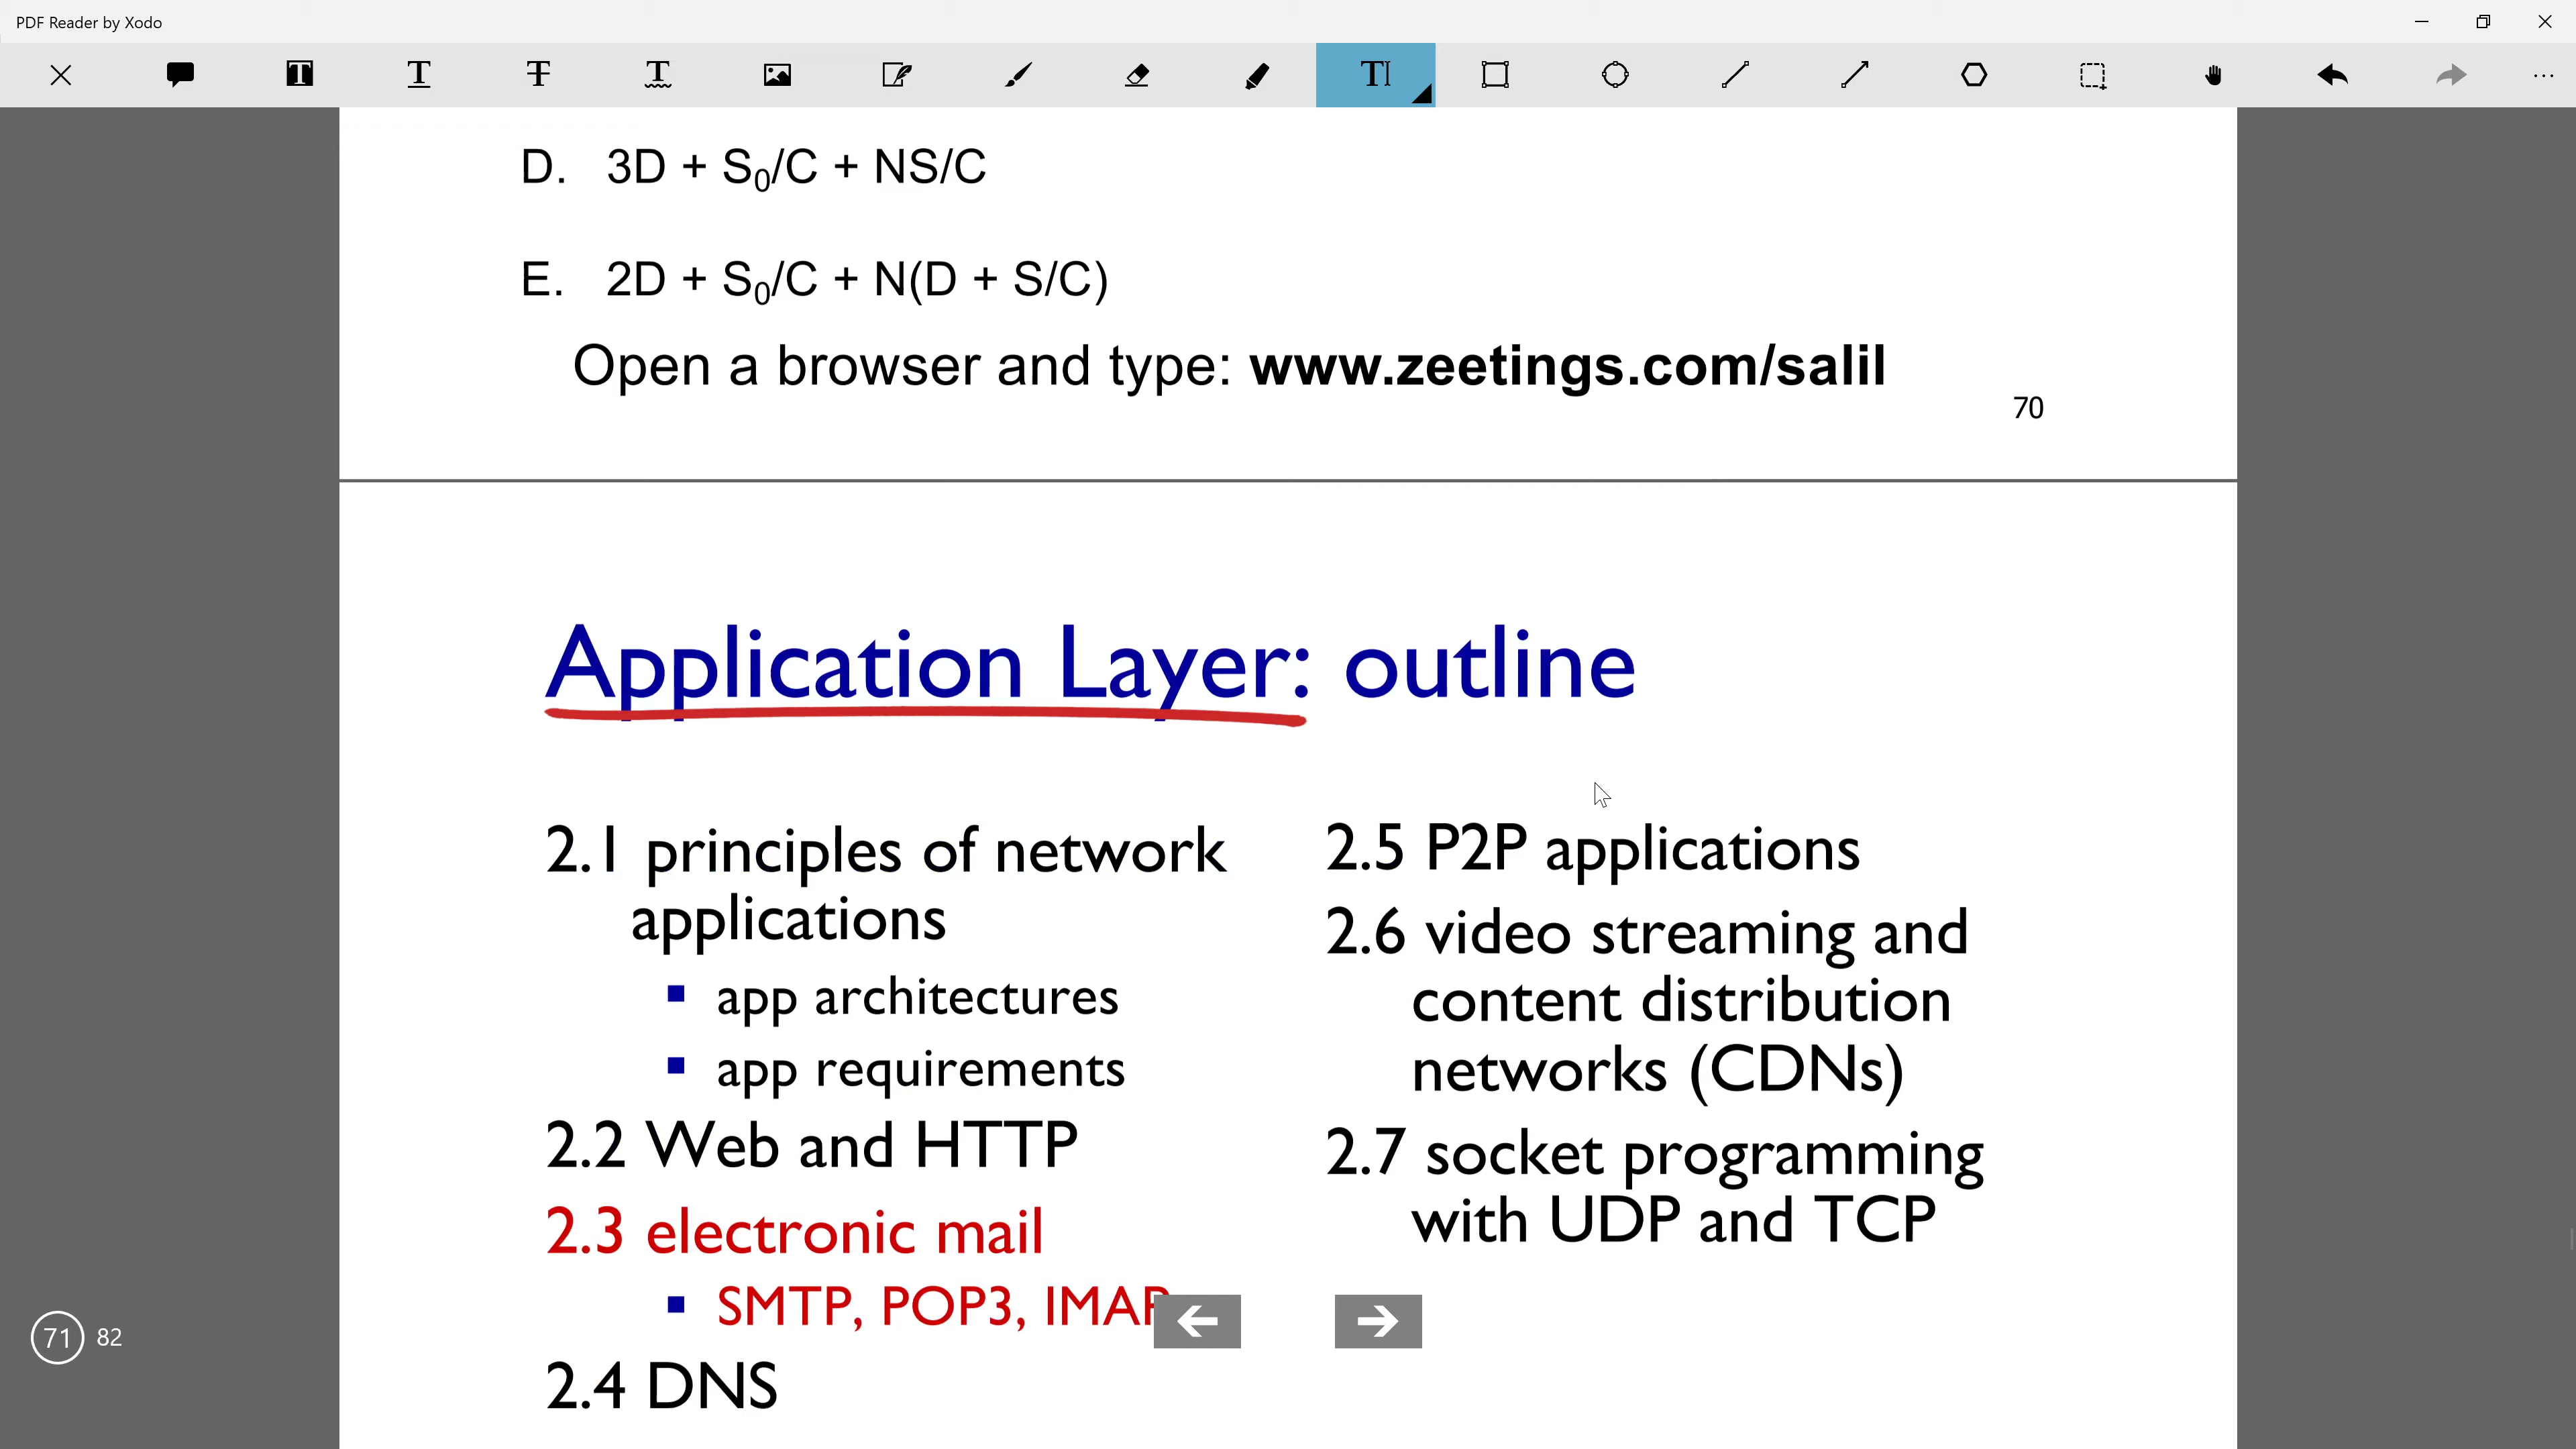 PDF Reader by Xodo
D. 3D + S₀/C + NS/C
E. 2D + S₀/C + N(D + S/C)
Open a browser and type: www.zeetings.com/salil
70
Application Layer: outline
2.1 principles of network
applications
▪ app architectures
▪ app requirements
2.2 Web and HTTP
2.3 electronic mail
▪ SMTP, POP3, IMAP
2.4 DNS
2.5 P2P applications
2.6 video streaming and
content distribution
networks (CDNs)
2.7 socket programming
with UDP and TCP
71 82